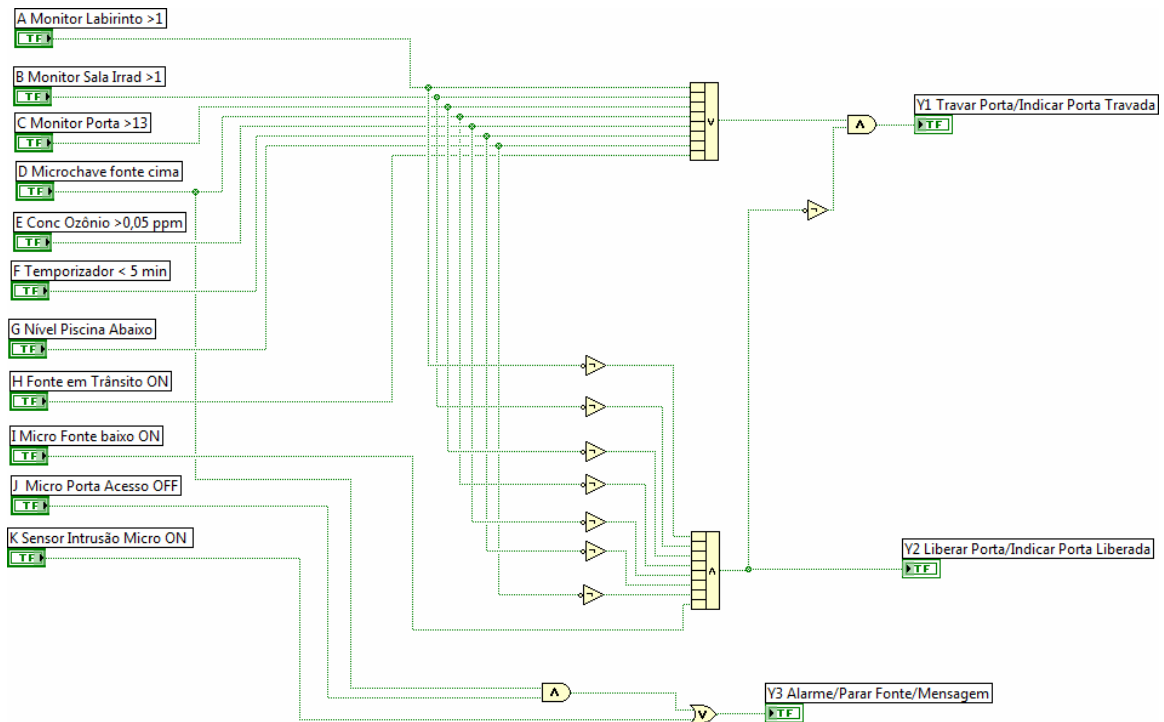 A Monitor Labirinto >1
TF
B Monitor Sala Irrad >1
TF
C Monitor Porta >13
TF
D Microchave fonte cima
TF
E Conc Ozônio >0,05 ppm
TF
F Temporizador < 5 min
TF
G Nível Piscina Abaixo
TF
H Fonte em Trânsito ON
TF
I Micro Fonte baixo ON
TF
J Micro Porta Acesso OFF
TF
K Sensor Intrusão Micro ON
TF
Y1 Travar Porta/Indicar Porta Travada
TF
Y2 Liberar Porta/Indicar Porta Liberada
TF
Y3 Alarme/Parar Fonte/Mensagem
TF